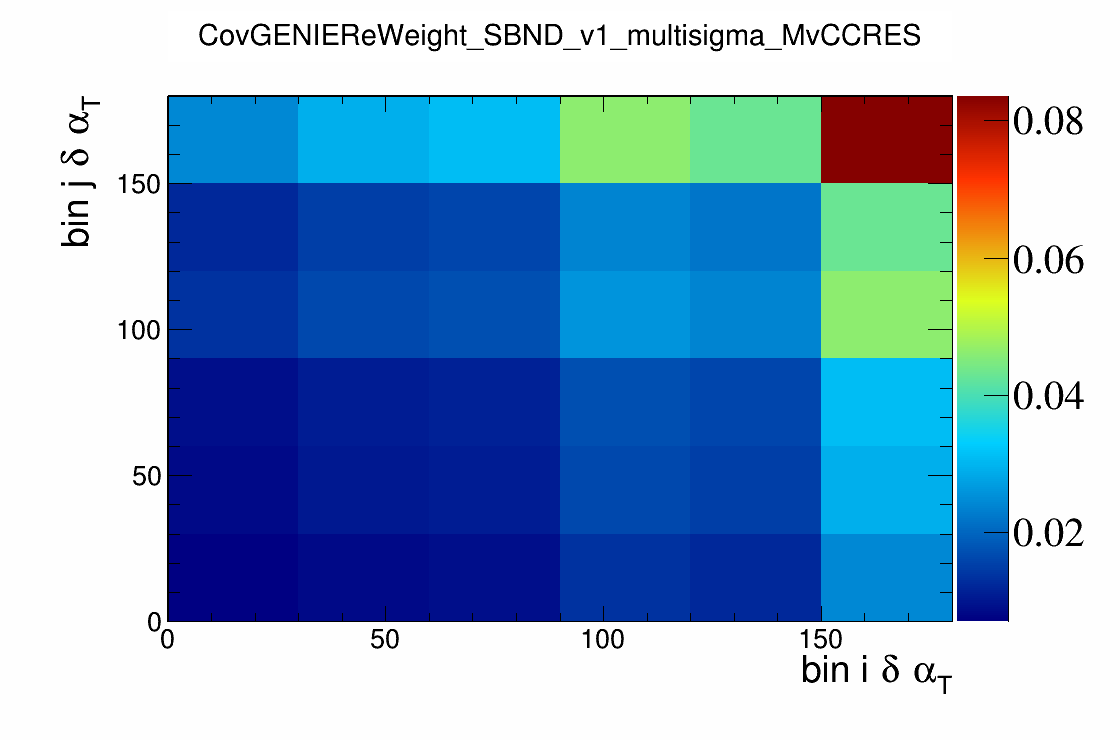 CovGENIEReWeight_SBND_v1_multisigma_MvCCRES
bin j δ α_T
150
100
50
0
0 50 100 150
bin i δ α_T
0.08
0.06
0.04
0.02